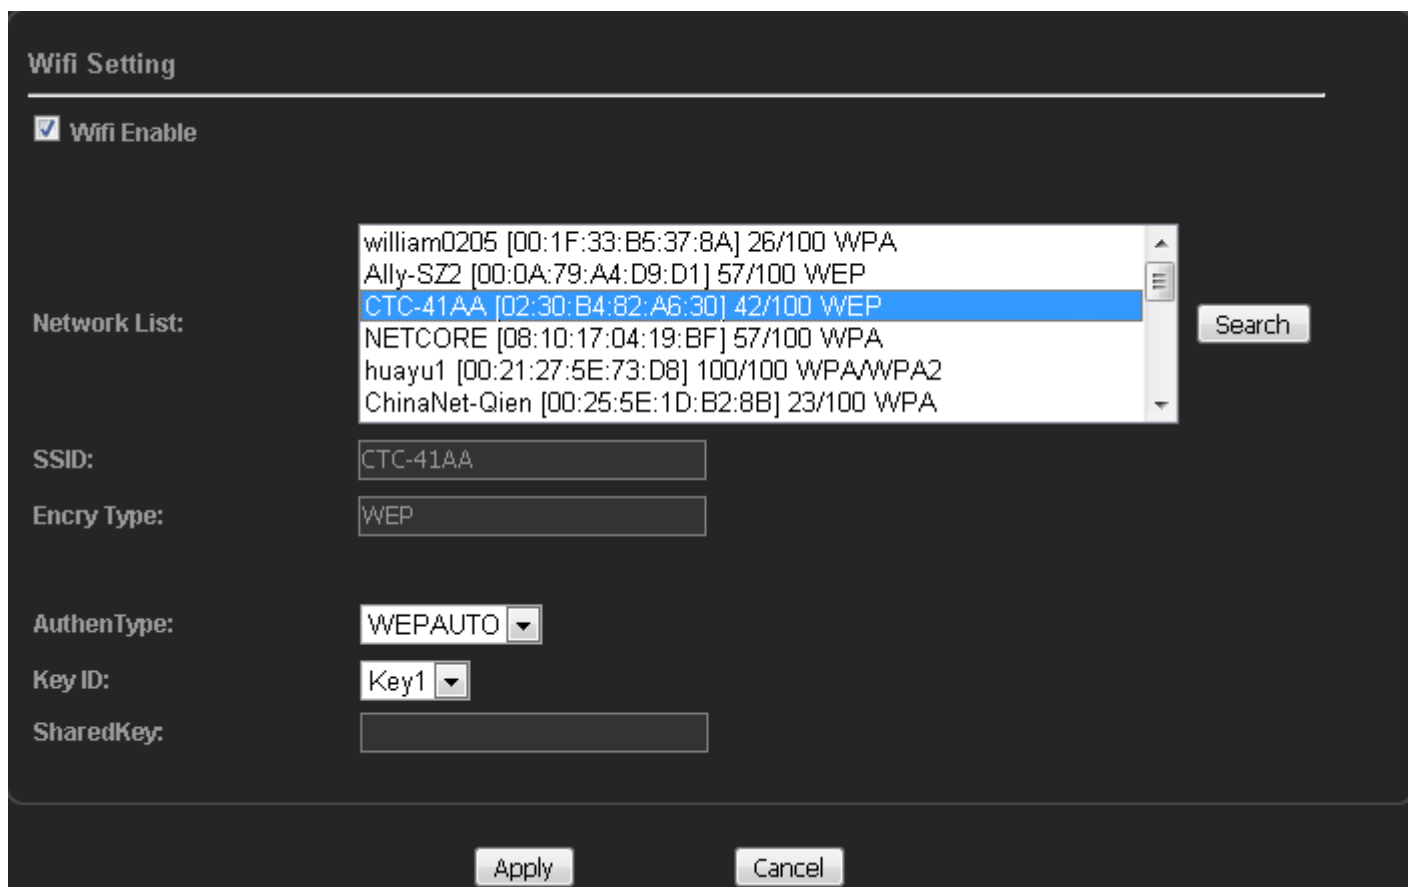 Wifi Setting
Wifi Enable
Network List:
william0205 [00:1F:33:B5:37:8A] 26/100 WPA
Ally-SZ2 [00:0A:79:A4:D9:D1] 57/100 WEP
CTC-41AA [02:30:B4:82:A6:30] 42/100 WEP
NETCORE [08:10:17:04:19:BF] 57/100 WPA
huayu1 [00:21:27:5E:73:D8] 100/100 WPA/WPA2
ChinaNet-Qien [00:25:5E:1D:B2:8B] 23/100 WPA
Search
SSID: CTC-41AA
Encry Type: WEP
AuthenType: WEPAUTO
Key ID: Key1
SharedKey:
Apply Cancel